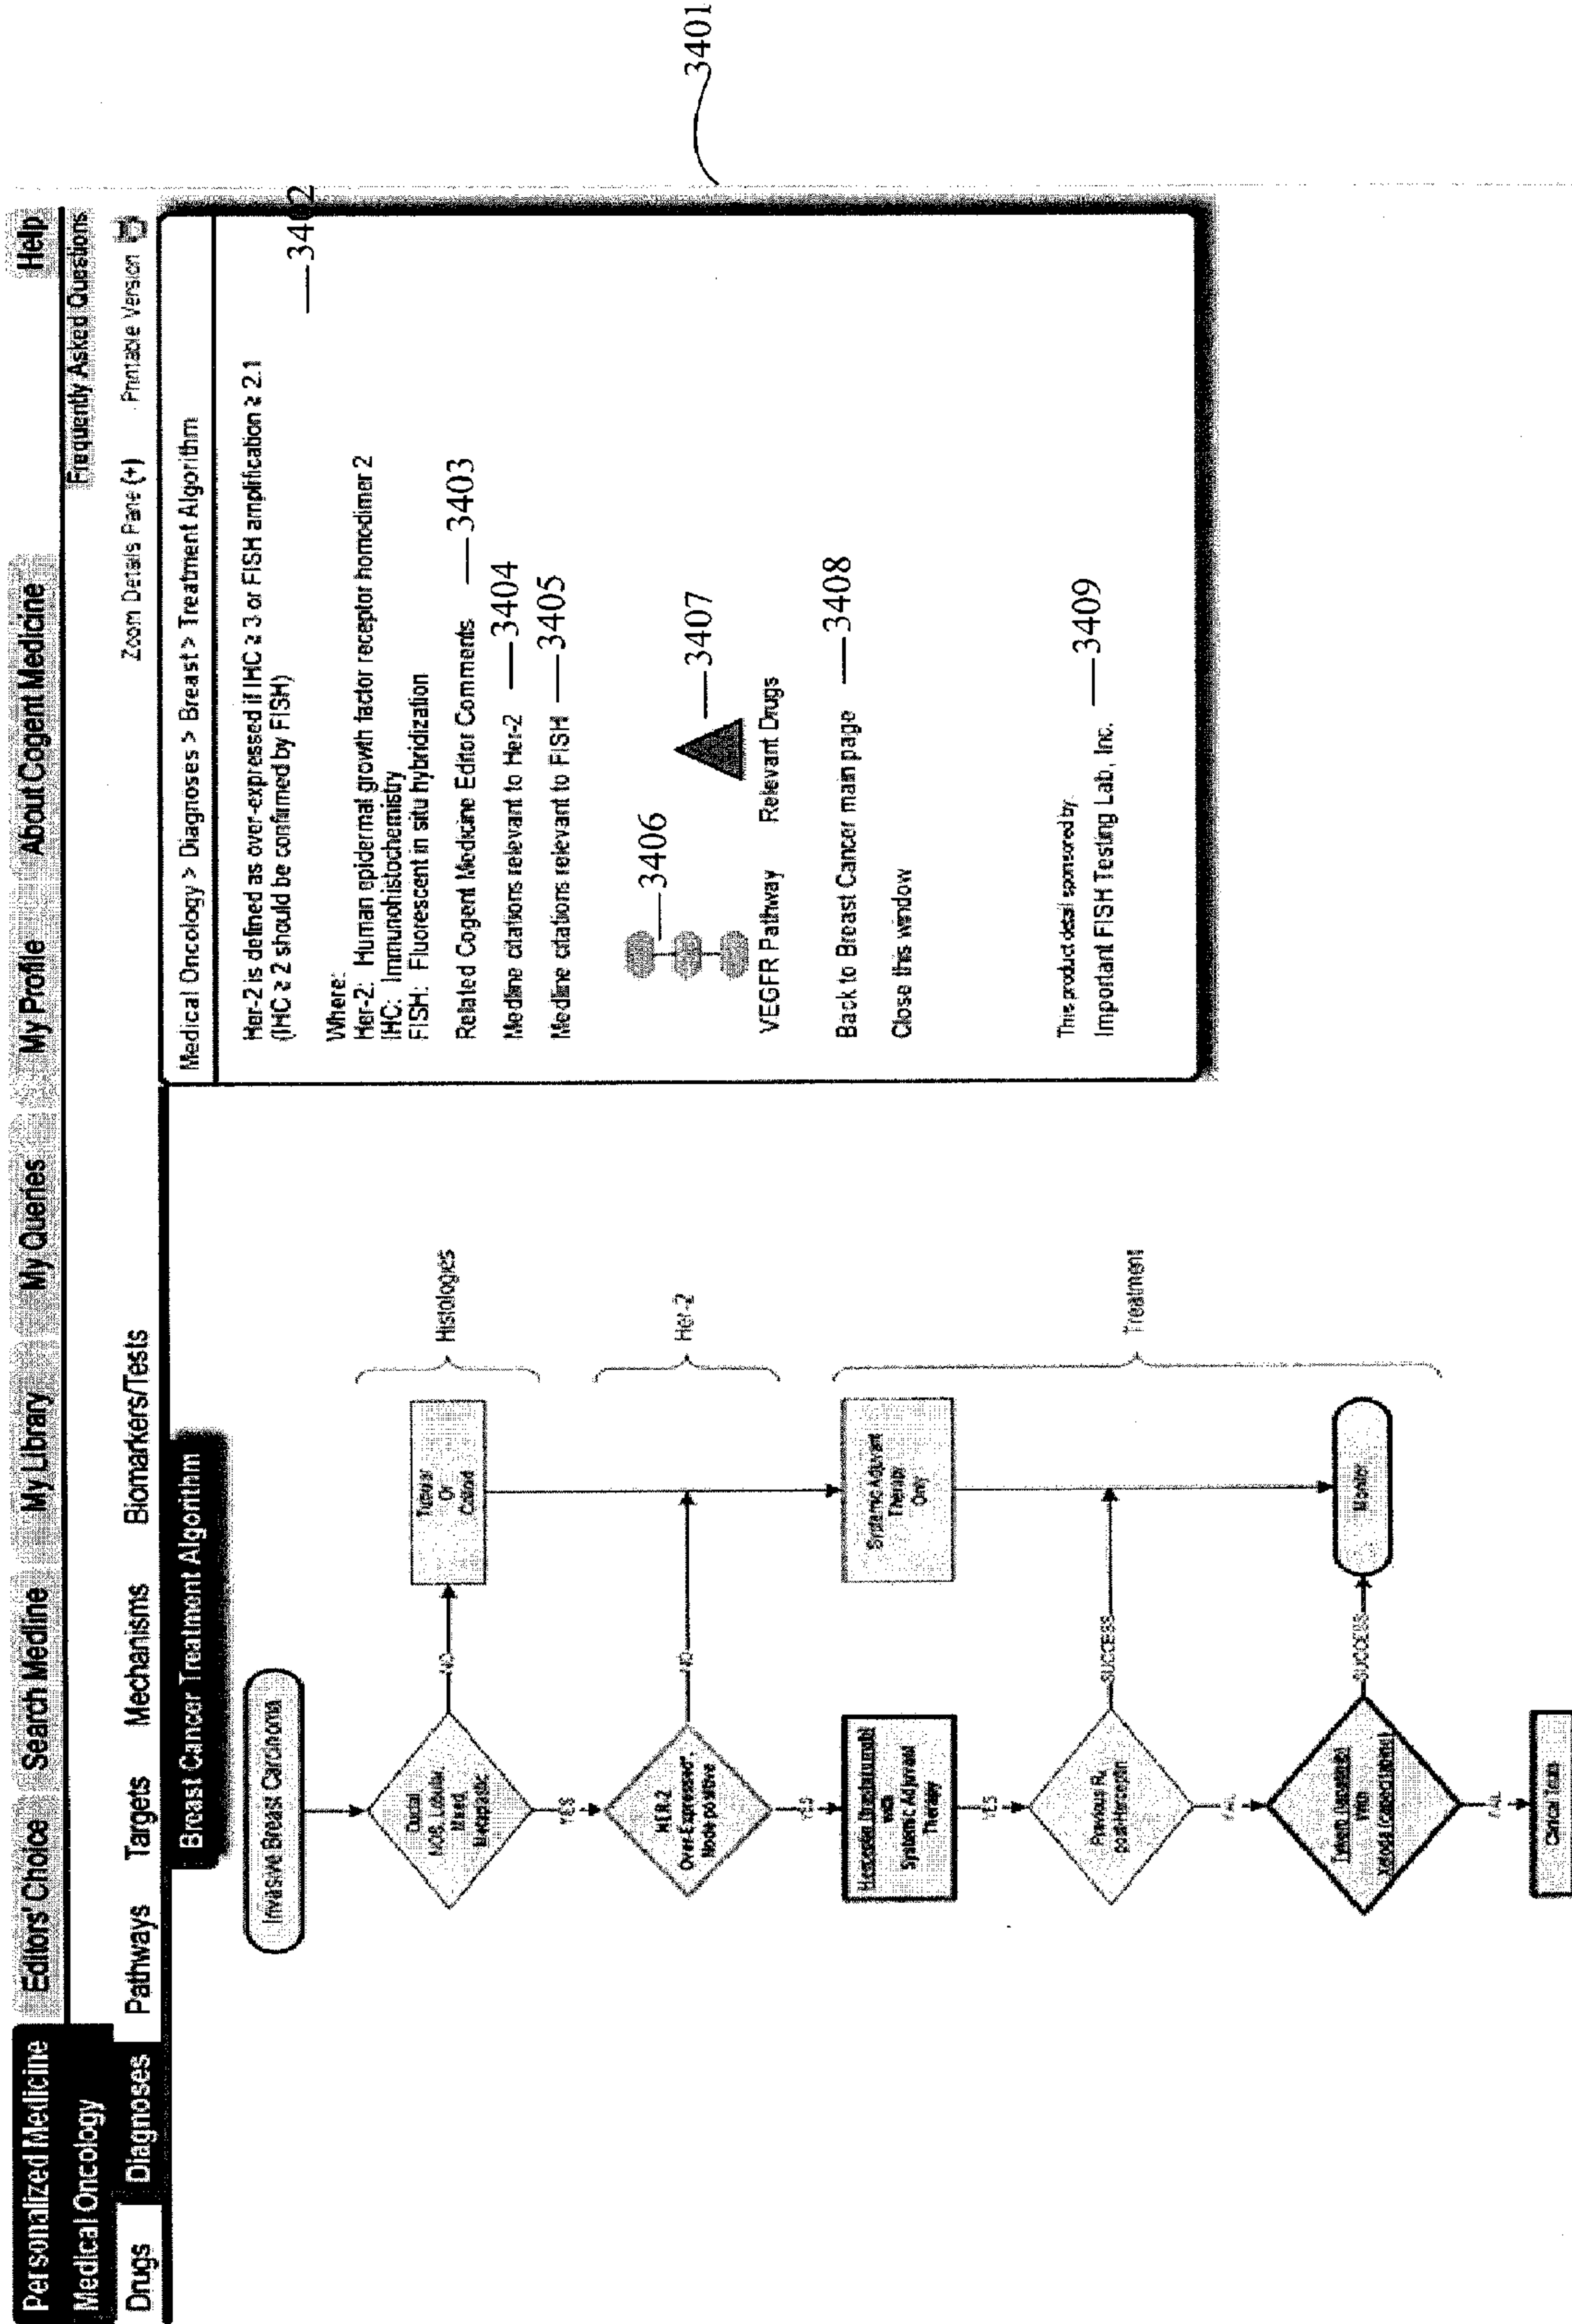 Personalized Medicine Editors' Choice Search Medline My Library My Queries My Profile About Cogent Medicine Help
Medical Oncology Frequently Asked Questions
Drugs Diagnoses Pathways Targets Mechanisms Biomarkers/Tests
Zoom Details Pane (+) Printable Version
Breast Cancer Treatment Algorithm
Invasive Breast Carcinoma
Ductal
NOS, Lobular,
Mixed,
Metaplastic
NO
Tubular
Or
Colloid
Histologies
YES
HER-2
Over-Expressed*,
Node-positive
NO
Her-2
YES
Herceptin (trastuzumab)
with
Systemic Adjuvant
Therapy
Systemic Adjuvant
Therapy
Only
YES
Previous Rx
post-Herceptin
SUCCESS
Treatment
FAIL
With
SUCCESS
Monitor
FAIL
Medical Oncology > Diagnoses > Breast > Treatment Algorithm
Her-2 is defined as over-expressed if IHC ≥ 3 or FISH amplification ≥ 2.1
(IHC ≥ 2 should be confirmed by FISH)
3402
Where:
Her-2: Human epidermal growth factor receptor homodimer 2
IHC: Immunohistochemistry
FISH: Fluorescent in situ hybridization
Related Cogent Medicine Editor Comments 3403
Medline citations relevant to Her-2 3404
Medline citations relevant to FISH 3405
3406
3407
VEGFR Pathway Relevant Drugs
Back to Breast Cancer main page 3408
Close this window
This product detail sponsored by
Important FISH Testing Lab, Inc. 3409
3401